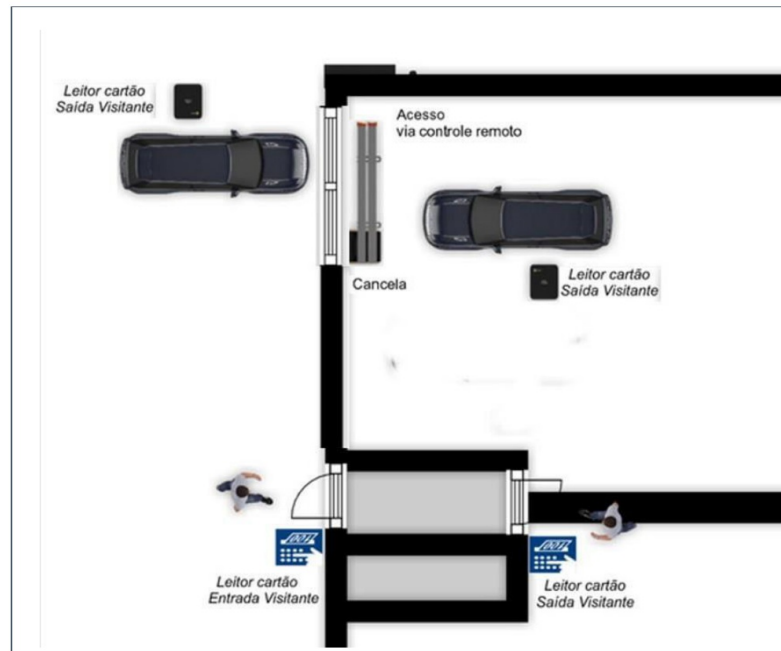 Leitor cartão
Saída Visitante
Acesso
via controle remoto
Cancela
Leitor cartão
Saída Visitante
Leitor cartão
Entrada Visitante
Leitor cartão
Saída Visitante